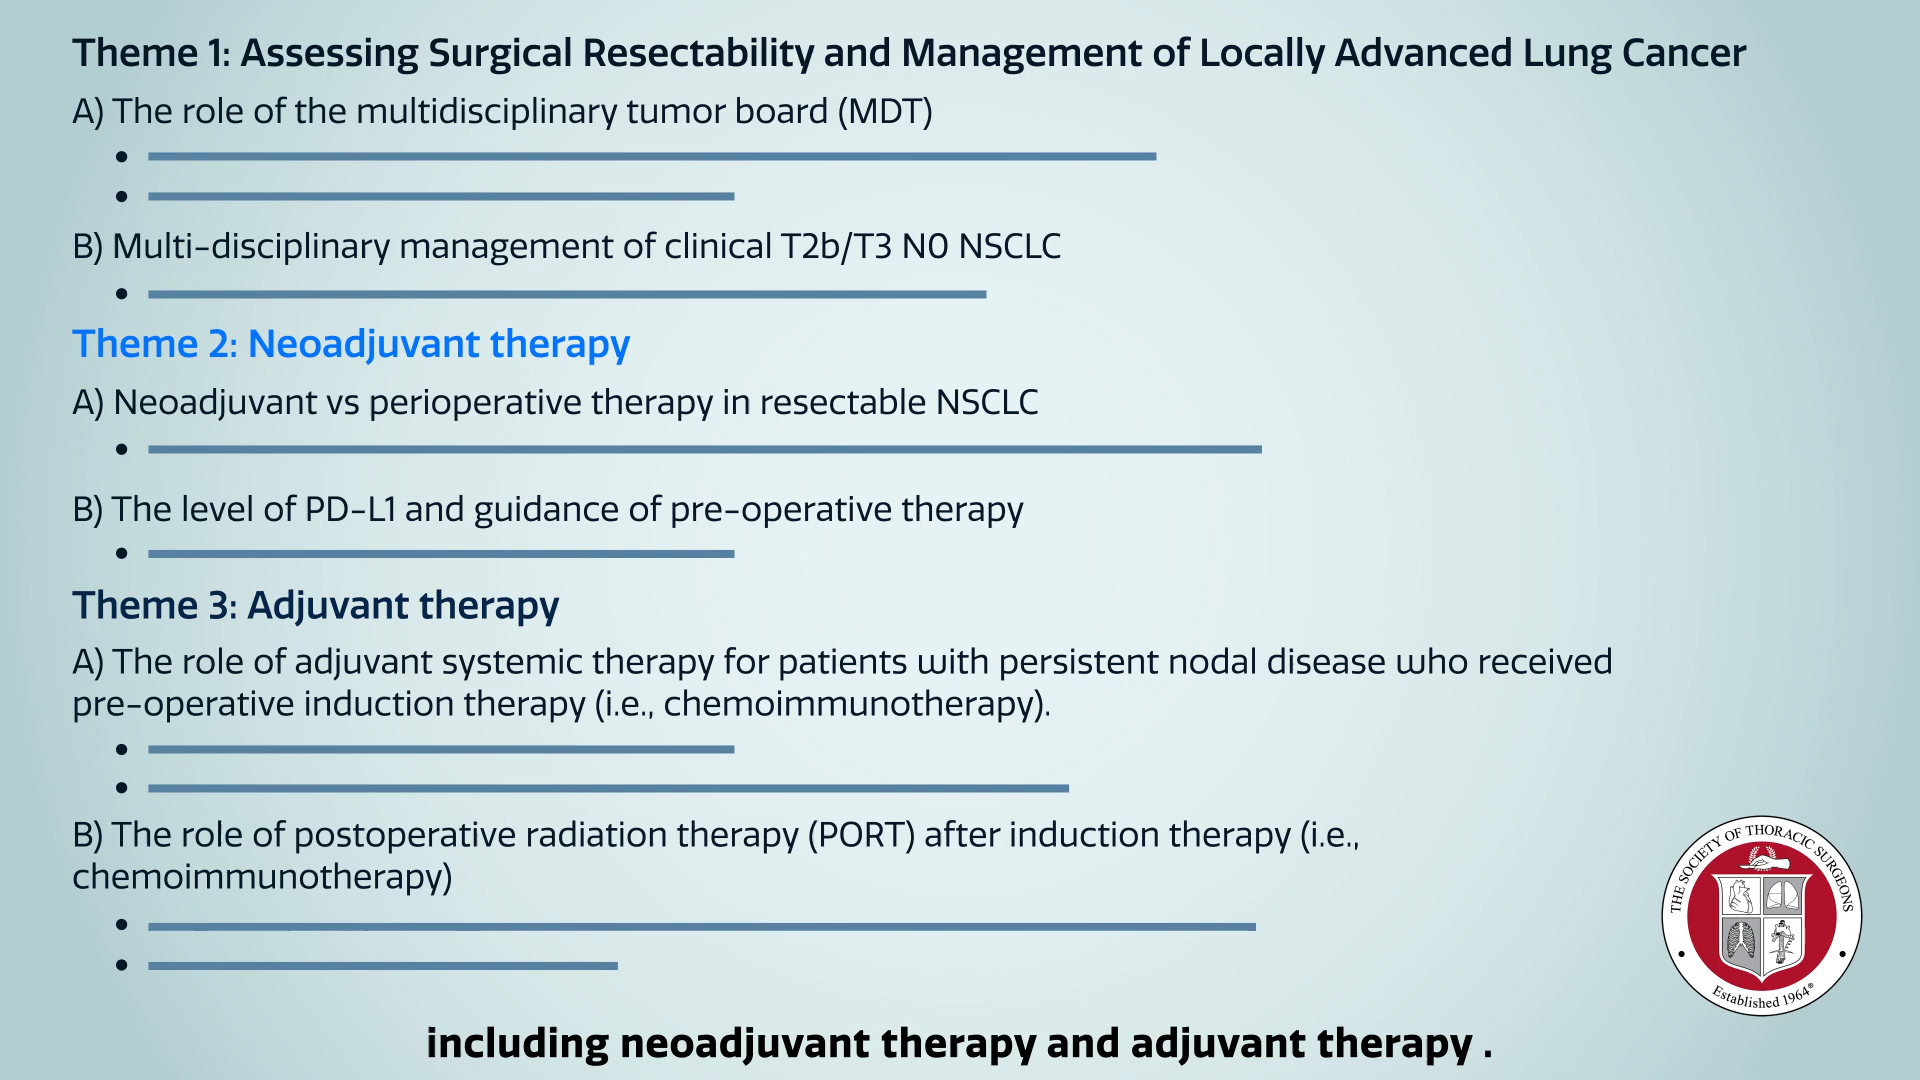 Theme 1: Assessing Surgical Resectability and Management of Locally Advanced Lung Cancer
A) The role of the multidisciplinary tumor board (MDT)
B) Multi-disciplinary management of clinical T2b/T3 N0 NSCLC
Theme 2: Neoadjuvant therapy
A) Neoadjuvant vs perioperative therapy in resectable NSCLC
B) The level of PD-L1 and guidance of pre-operative therapy
Theme 3: Adjuvant therapy
A) The role of adjuvant systemic therapy for patients with persistent nodal disease who received
pre-operative induction therapy (i.e., chemoimmunotherapy).
B) The role of postoperative radiation therapy (PORT) after induction therapy (i.e.,
chemoimmunotherapy)
THE SOCIETY OF THORACIC SURGEONS
Established 1964®
including neoadjuvant therapy and adjuvant therapy .